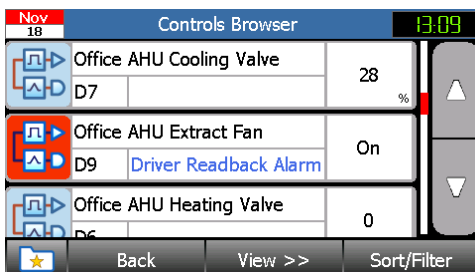 Nov
18
Controls Browser
13:09
Office AHU Cooling Valve
D7
28
%
Office AHU Extract Fan
D9
Driver Readback Alarm
On
Office AHU Heating Valve
D6
0
Back
View >>
Sort/Filter